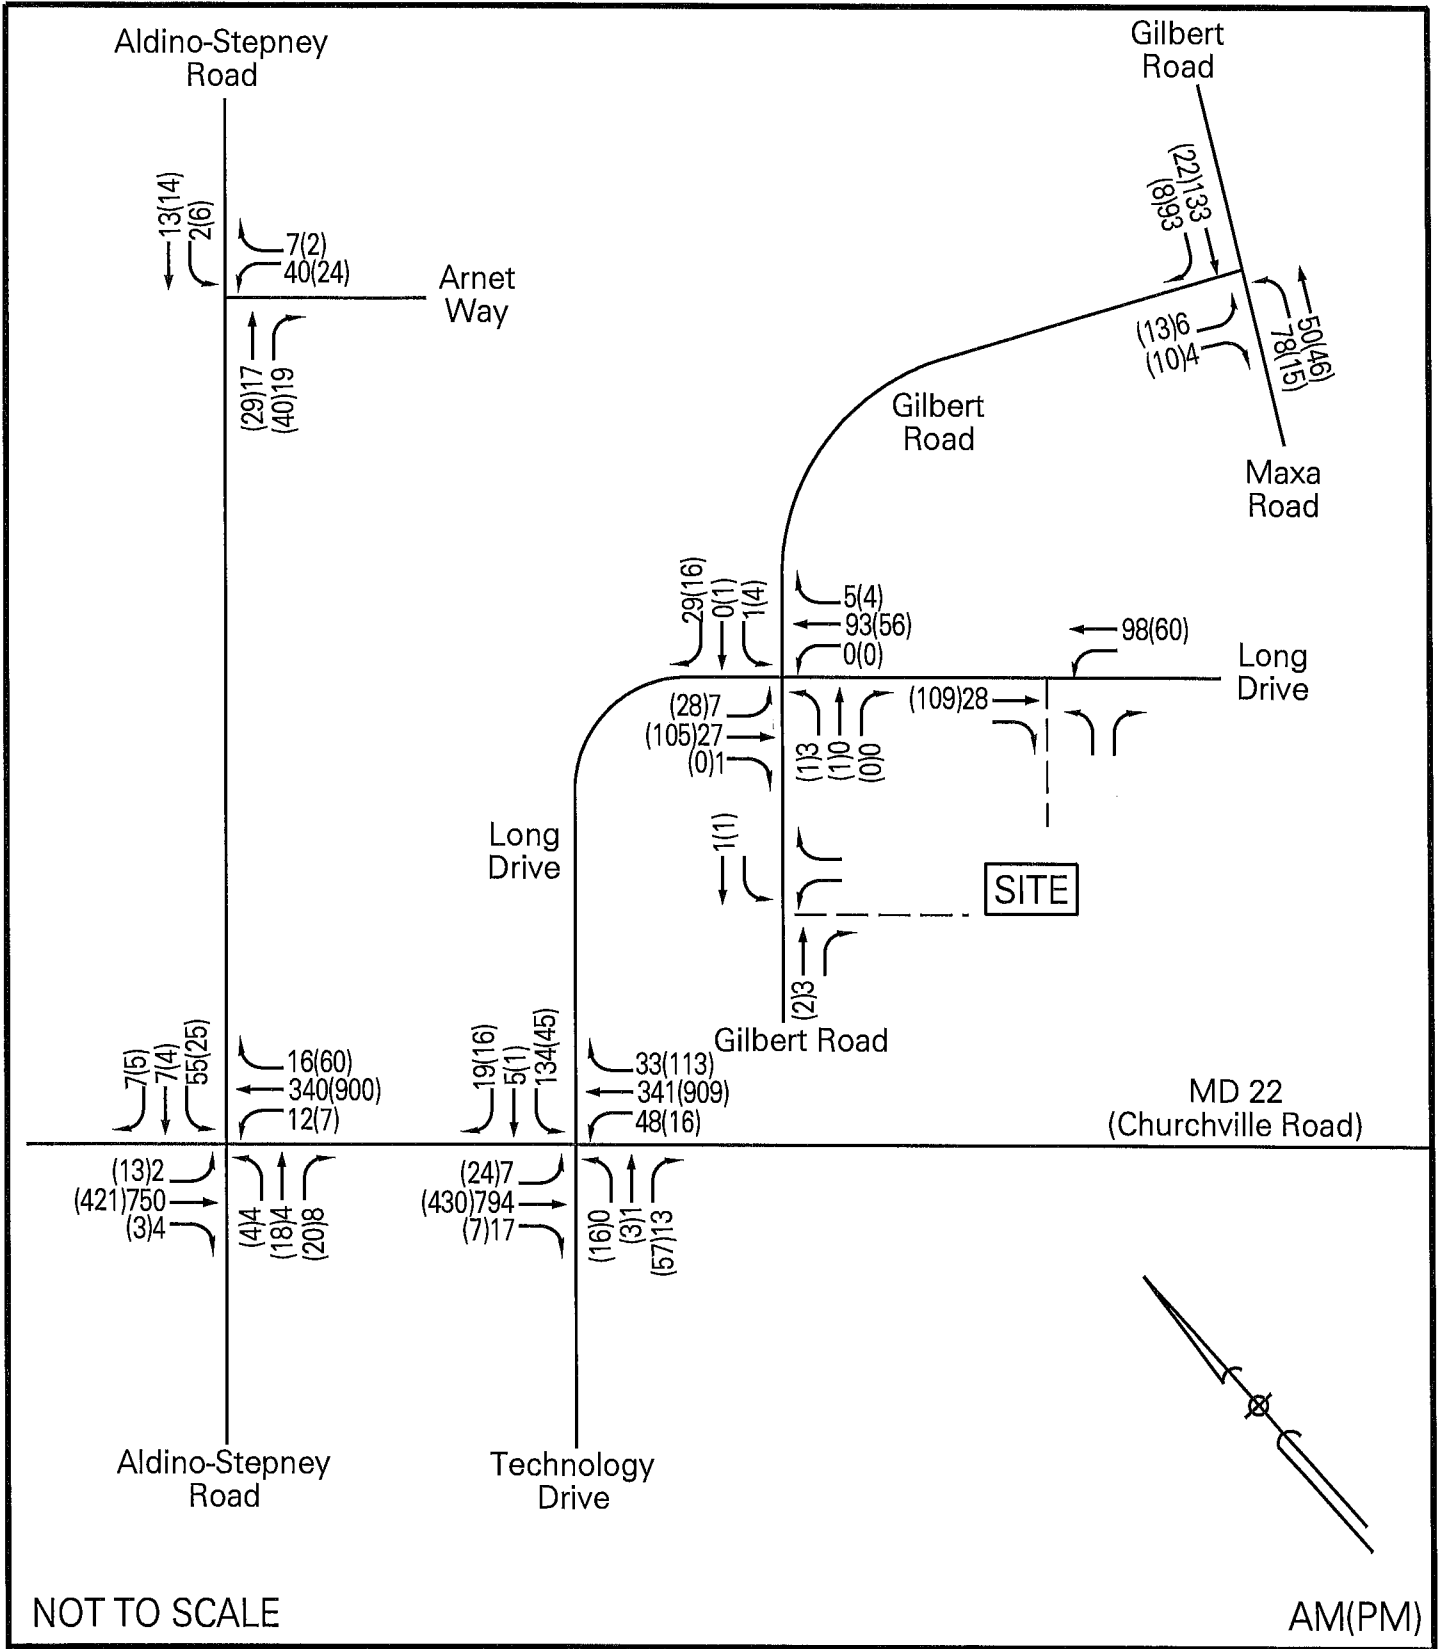 Aldino-Stepney
Road
Gilbert
Road
13(14)
2(6)
7(2)
40(24)
Arnet
Way
(29)17
(40)19
(22)133
(8)93
(13)6
(10)4
50(46)
78(15)
Gilbert
Road
Maxa
Road
29(16)
0(1)
1(4)
5(4)
93(56)
0(0)
98(60)
Long
Drive
(28)7
(105)27
(0)1
(1)3
(1)0
(0)0
(109)28
Long
Drive
1(1)
SITE
(2)3
Gilbert Road
7(5)
7(4)
55(25)
16(60)
340(900)
12(7)
19(16)
5(1)
134(45)
33(113)
341(909)
48(16)
MD 22
(Churchville Road)
(13)2
(421)750
(3)4
(4)4
(18)4
(20)8
(24)7
(430)794
(7)17
(16)0
(3)1
(57)13
Aldino-Stepney
Road
Technology
Drive
NOT TO SCALE
AM(PM)